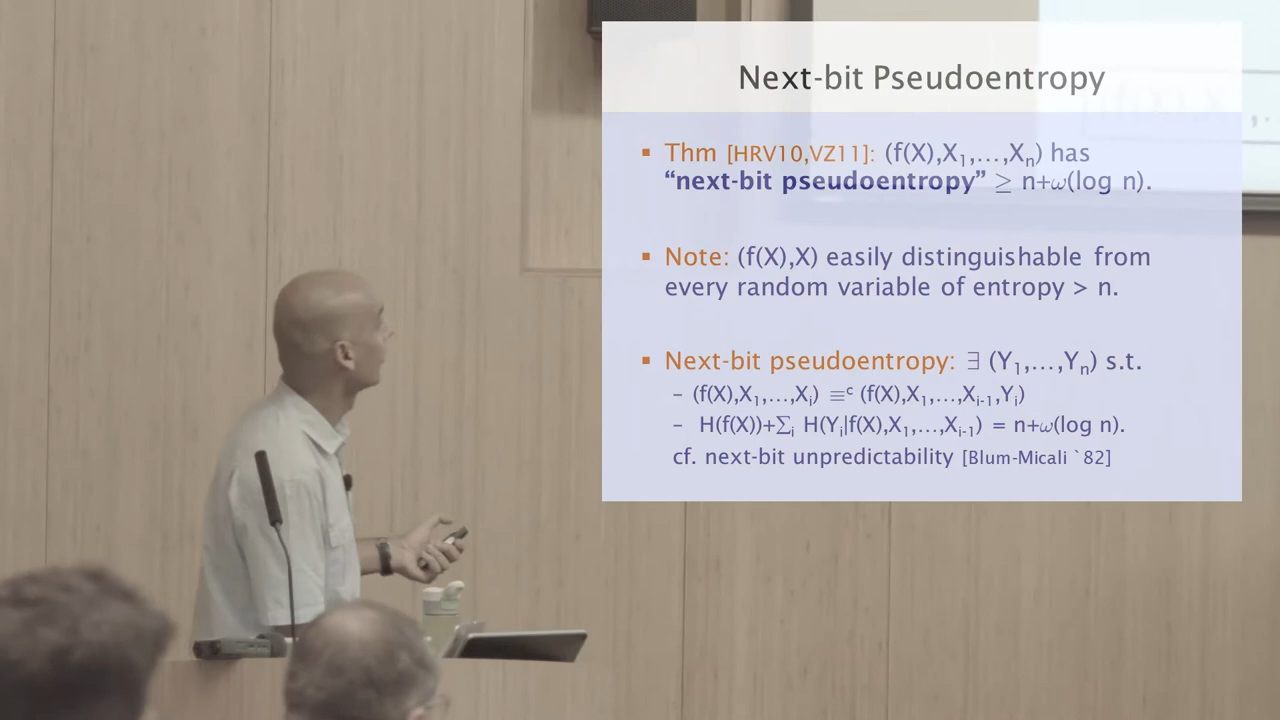 Next-bit Pseudoentropy
▪ Thm [HRV10,VZ11]: (f(X),X₁,…,Xₙ) has
“next-bit pseudoentropy” ≥ n+ω(log n).
▪ Note: (f(X),X) easily distinguishable from
every random variable of entropy > n.
▪ Next-bit pseudoentropy: ∃ (Y₁,…,Yₙ) s.t.
– (f(X),X₁,…,Xᵢ) ≡ᶜ (f(X),X₁,…,Xᵢ₋₁,Yᵢ)
– H(f(X))+∑ᵢ H(Yᵢ|f(X),X₁,…,Xᵢ₋₁) = n+ω(log n).
cf. next-bit unpredictability [Blum-Micali `82]